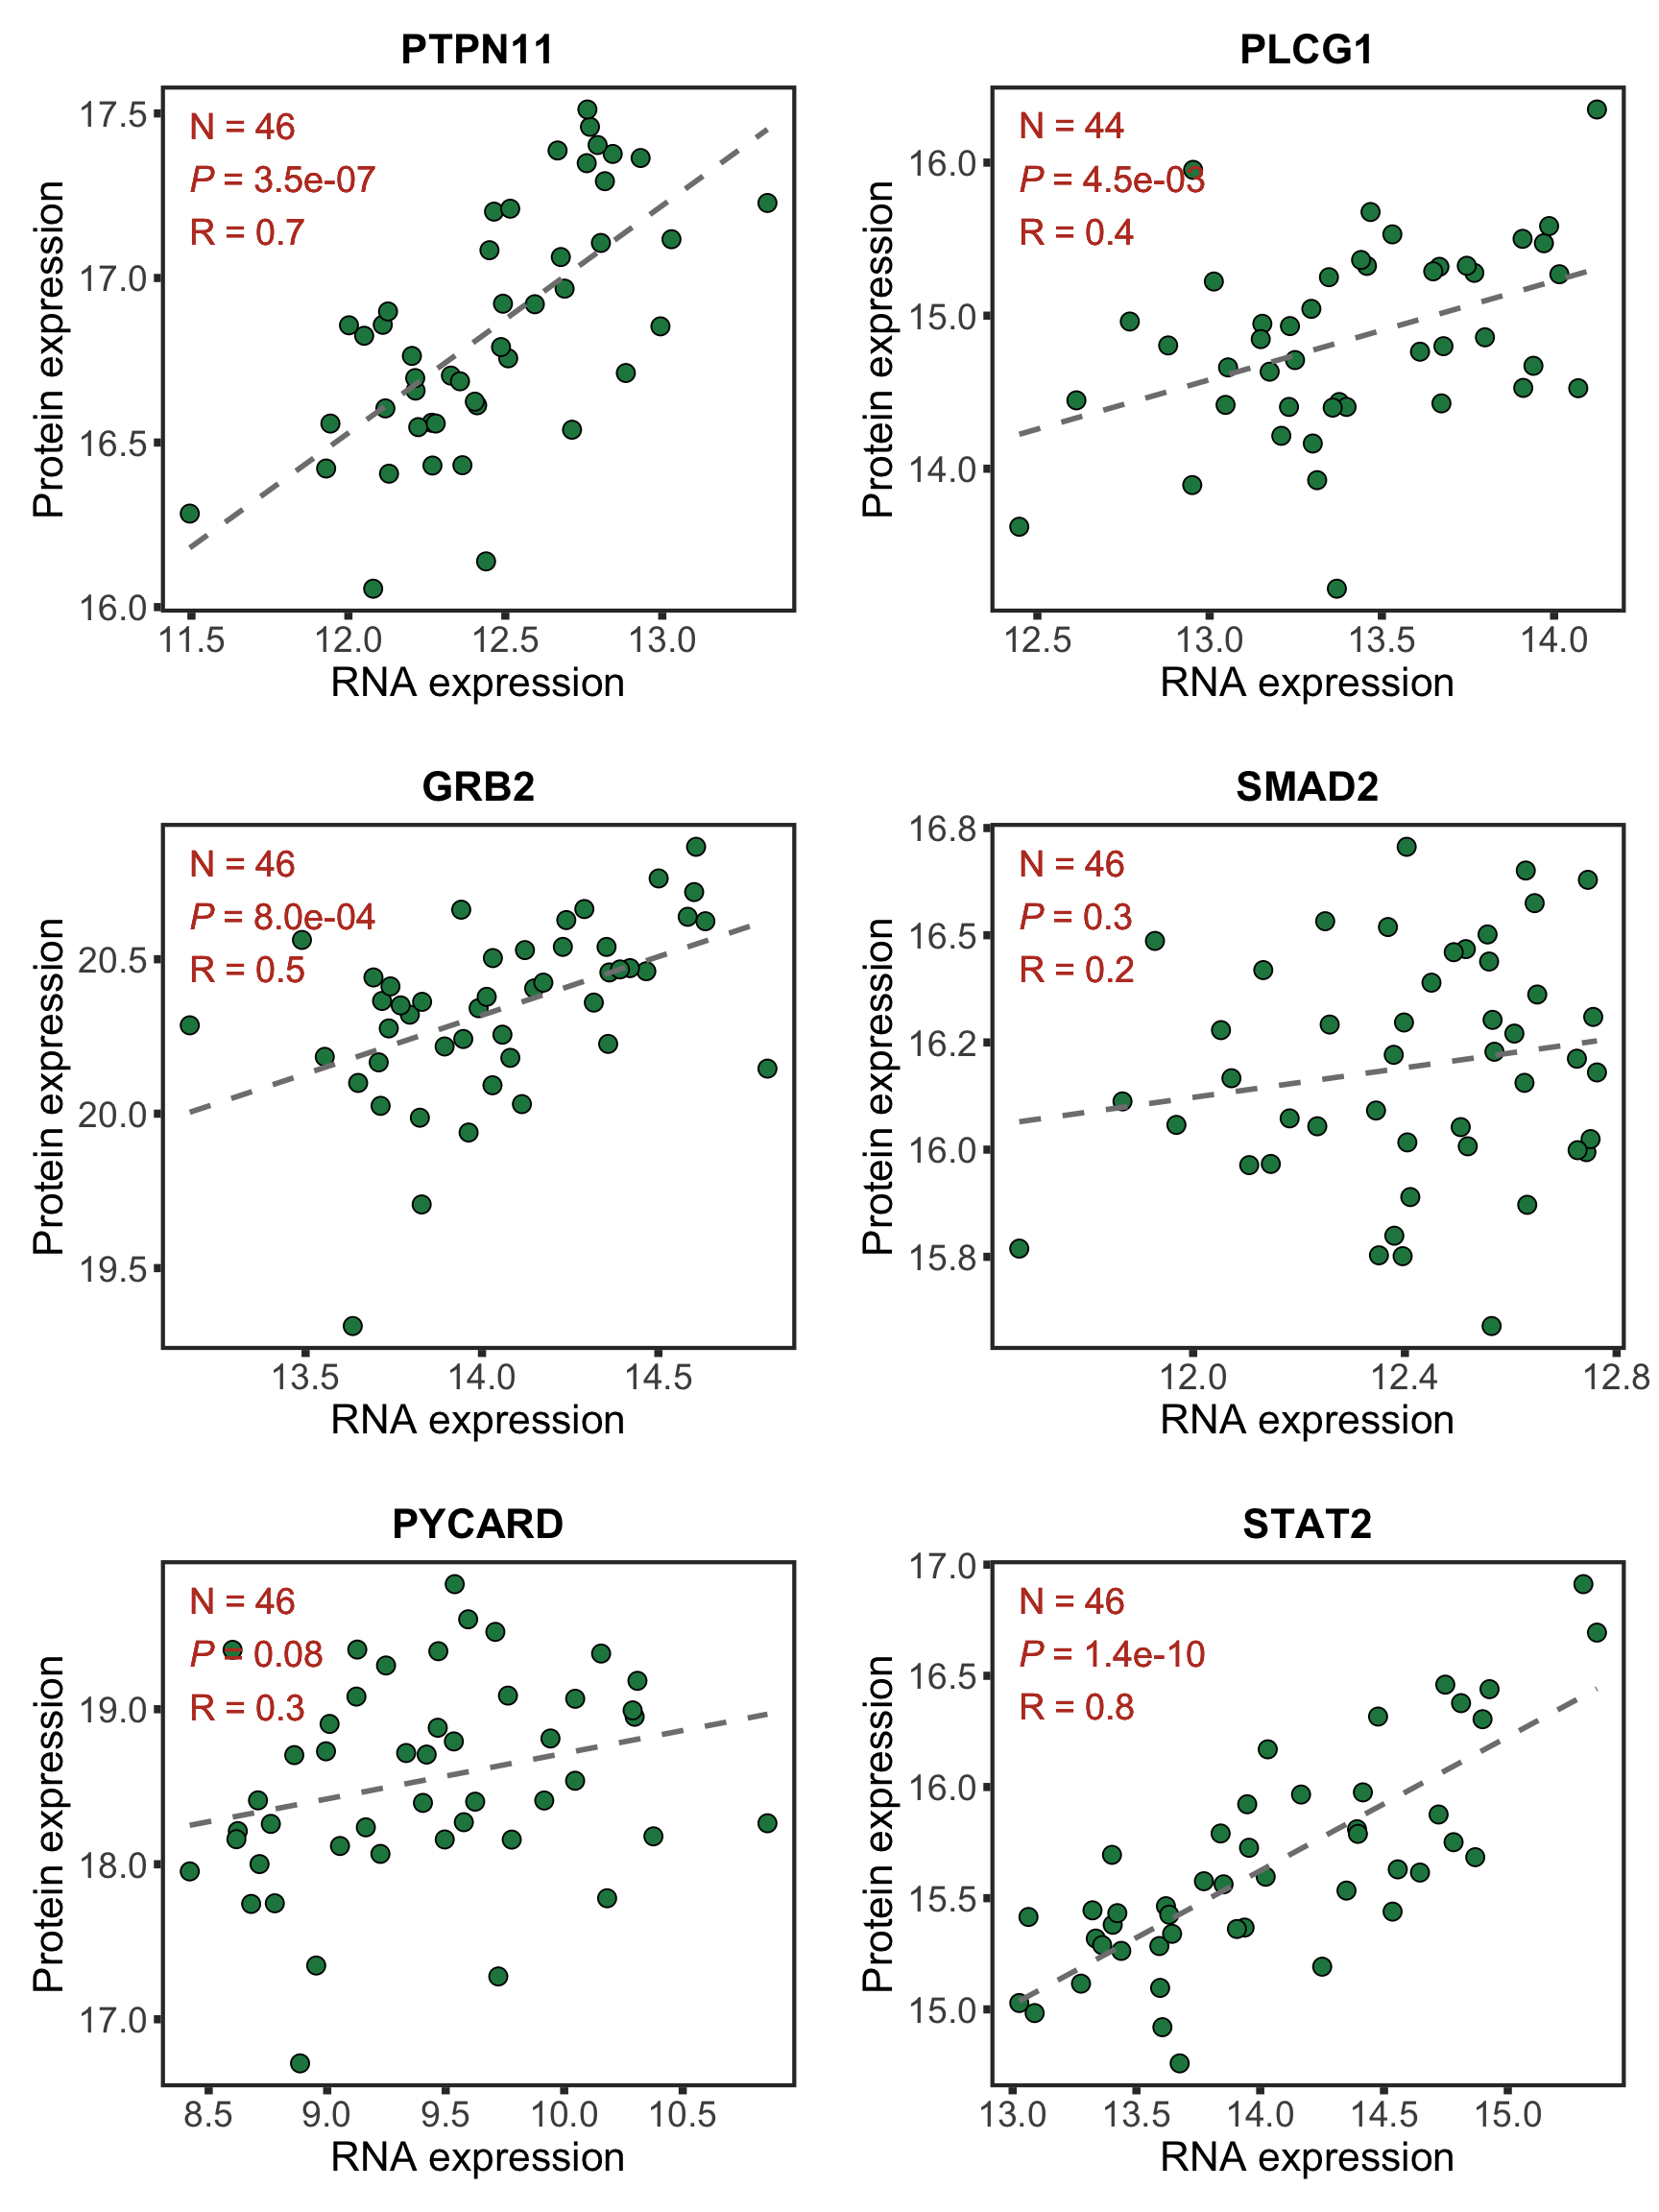 PTPN11
N = 46
P = 3.5e-07
R = 0.7
17.5
17.0
16.5
16.0
Protein expression
11.5 12.0 12.5 13.0
RNA expression
PLCG1
N = 44
P = 4.5e-03
R = 0.4
16.0
15.0
14.0
Protein expression
12.5 13.0 13.5 14.0
RNA expression
GRB2
N = 46
P = 8.0e-04
R = 0.5
20.5
20.0
19.5
Protein expression
13.5 14.0 14.5
RNA expression
SMAD2
N = 46
P = 0.3
R = 0.2
16.8
16.5
16.2
16.0
15.8
Protein expression
12.0 12.4 12.8
RNA expression
PYCARD
N = 46
P = 0.08
R = 0.3
19.0
18.0
17.0
Protein expression
8.5 9.0 9.5 10.0 10.5
RNA expression
STAT2
N = 46
P = 1.4e-10
R = 0.8
17.0
16.5
16.0
15.5
15.0
Protein expression
13.0 13.5 14.0 14.5 15.0
RNA expression